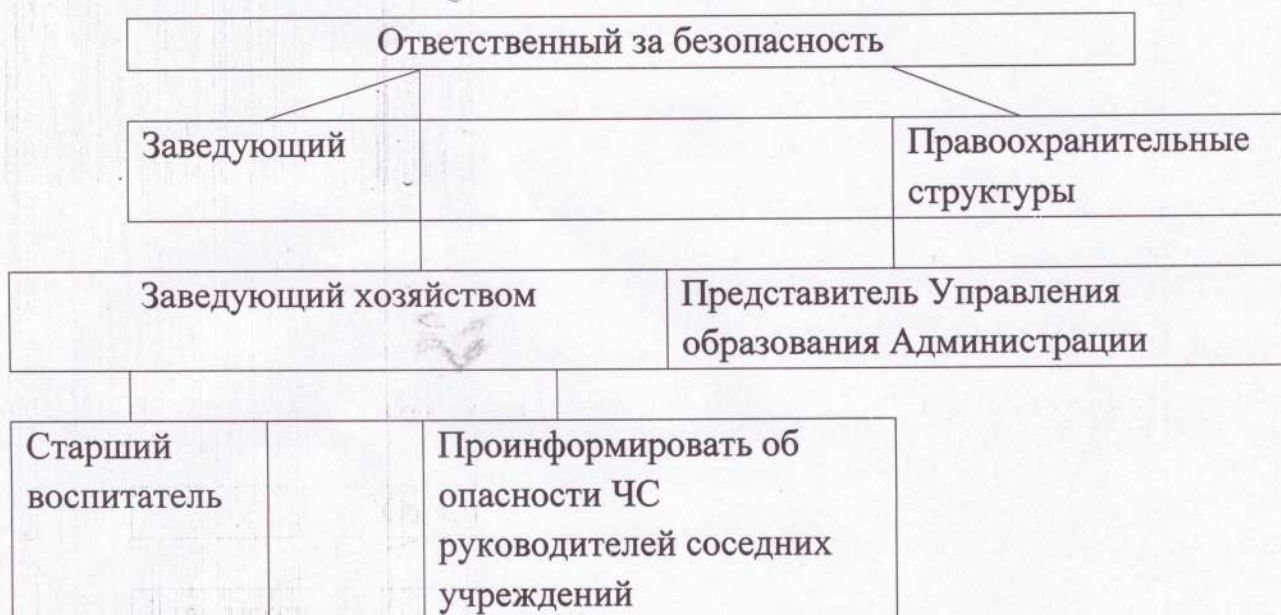 Ответственный за безопасность
Заведующий
Правоохранительные
структуры
Заведующий хозяйством
Представитель Управления
образования Администрации
Старший
воспитатель
Проинформировать об
опасности ЧС
руководителей соседних
учреждений